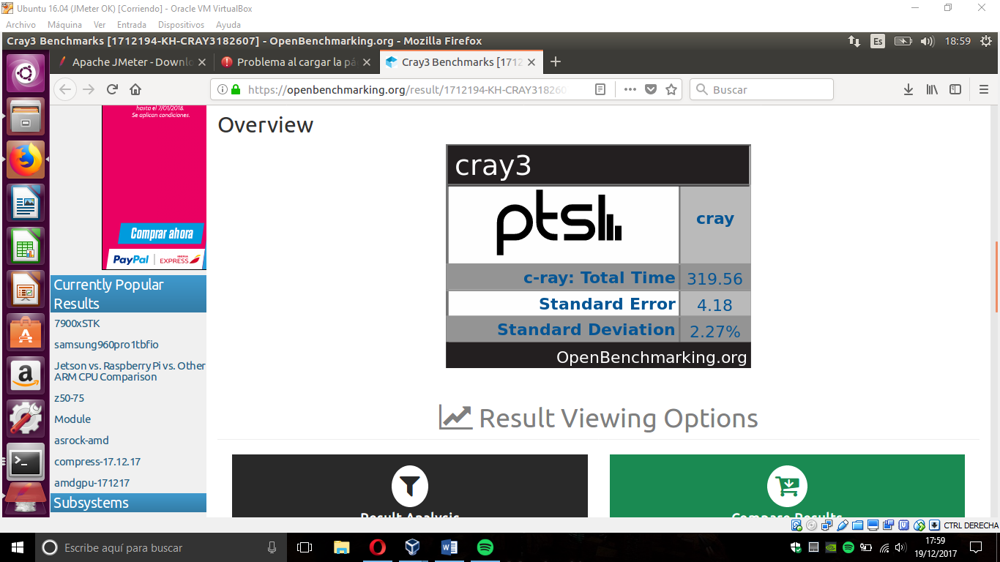 Ubuntu 16.04 (JMeter OK) [Corriendo] - Oracle VM VirtualBox
Archivo Máquina Ver Entrada Dispositivos Ayuda
Cray3 Benchmarks [1712194-KH-CRAY3182607] - OpenBenchmarking.org - Mozilla Firefox
Es
18:59
Apache JMeter - Downlo
Problema al cargar la pá
Cray3 Benchmarks [1712
https://openbenchmarking.org/result/1712194-KH-CRAY3182607
Buscar
hasta el 7/01/2018.
Se aplican condiciones.
Comprar ahora
PayPal
IBERIA
EXPRESS
Currently Popular
Results
7900xSTK
samsung960pro1tbfio
Jetson vs. Raspberry Pi vs. Other
ARM CPU Comparison
z50-75
Module
asrock-amd
compress-17.12.17
amdgpu-171217
Subsystems
Overview
cray3
pts
cray
c-ray: Total Time 319.56
Standard Error 4.18
Standard Deviation 2.27%
OpenBenchmarking.org
Result Viewing Options
Result Analysis
Compare Results
CTRL DERECHA
Escribe aquí para buscar
17:59
19/12/2017